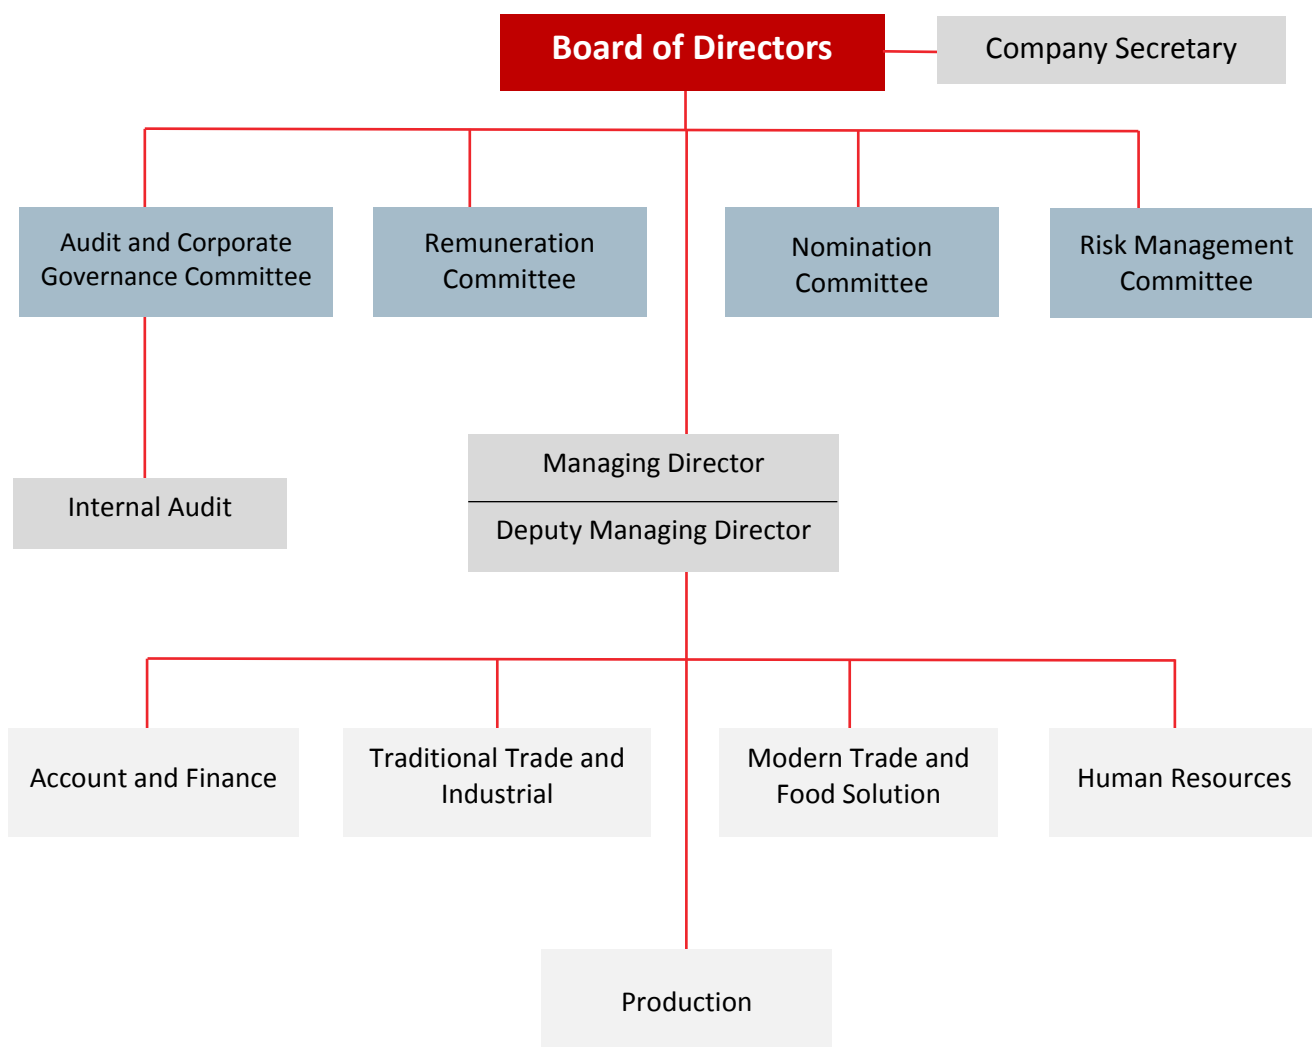 Board of Directors
Company Secretary
Audit and Corporate
Governance Committee
Remuneration
Committee
Nomination
Committee
Risk Management
Committee
Managing Director
Deputy Managing Director
Internal Audit
Account and Finance
Traditional Trade and
Industrial
Modern Trade and
Food Solution
Human Resources
Production